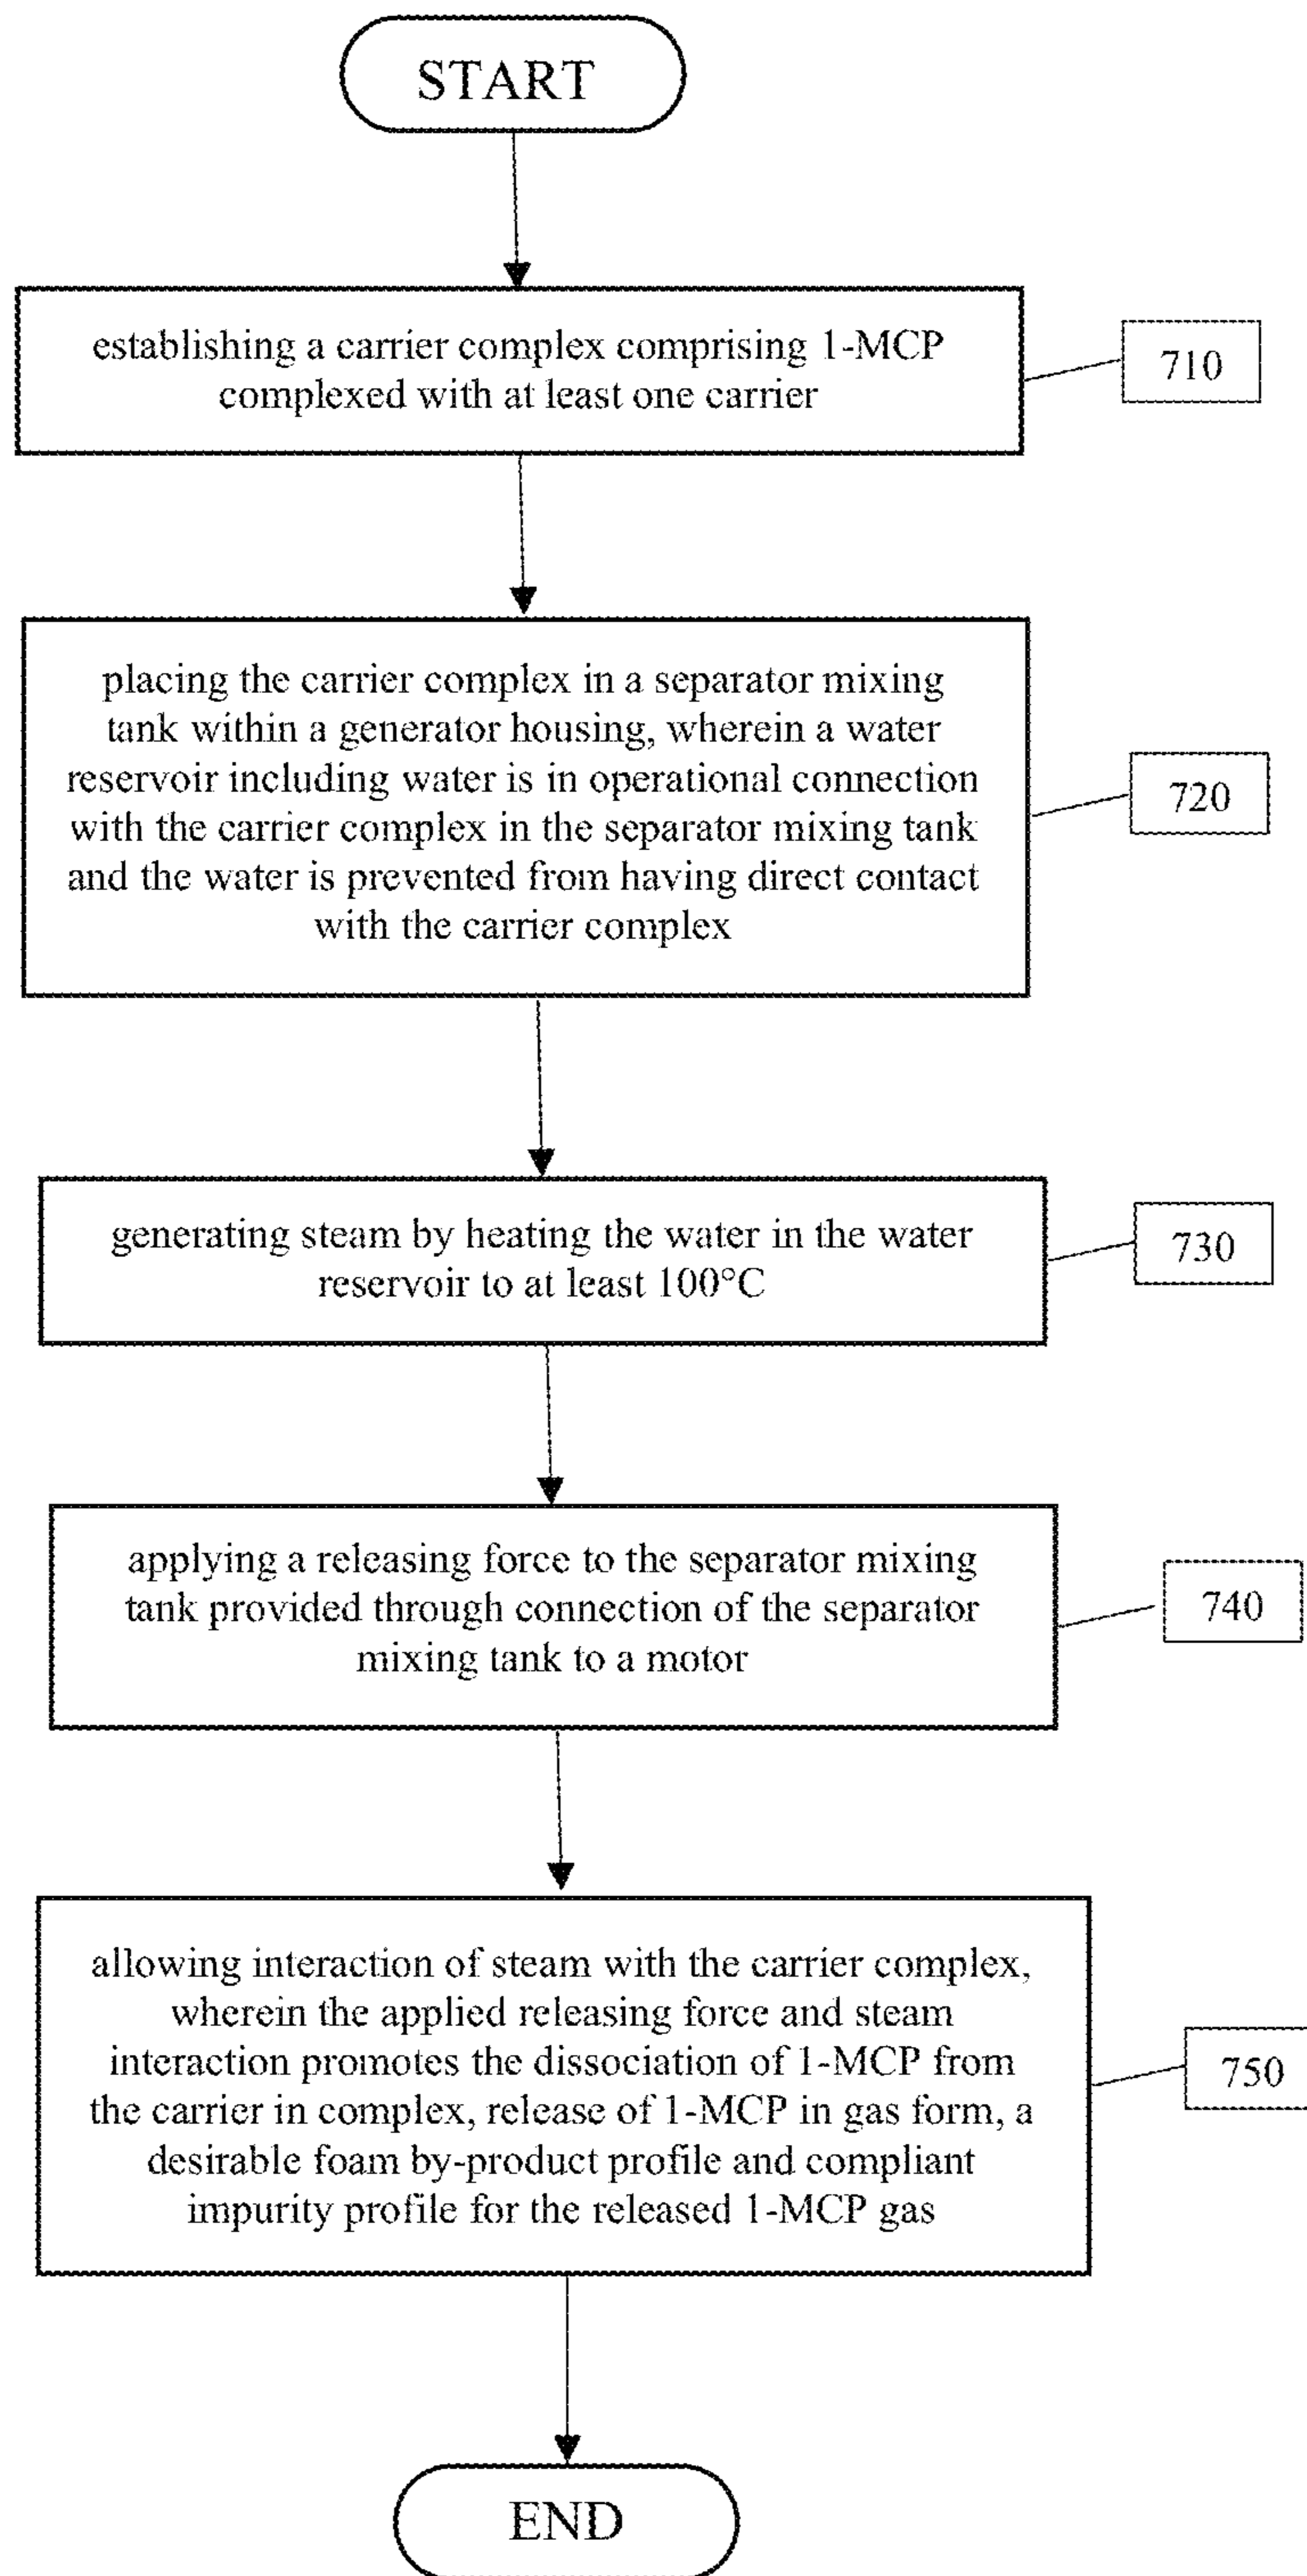 START
establishing a carrier complex comprising 1-MCP
complexed with at least one carrier
710
placing the carrier complex in a separator mixing
tank within a generator housing, wherein a water
reservoir including water is in operational connection
with the carrier complex in the separator mixing tank
and the water is prevented from having direct contact
with the carrier complex
720
generating steam by heating the water in the water
reservoir to at least 100°C
730
applying a releasing force to the separator mixing
tank provided through connection of the separator
mixing tank to a motor
740
allowing interaction of steam with the carrier complex,
wherein the applied releasing force and steam
interaction promotes the dissociation of 1-MCP from
the carrier in complex, release of 1-MCP in gas form, a
desirable foam by-product profile and compliant
impurity profile for the released 1-MCP gas
750
END